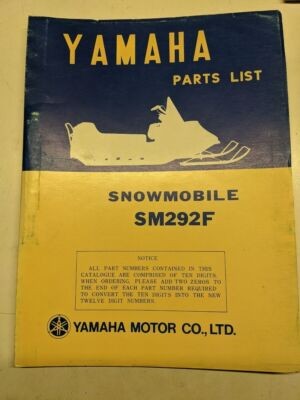 YAMAHA
PARTS LIST
SNOWMOBILE
SM292F
NOTICE
ALL PART NUMBERS CONTAINED IN THIS
CATALOGUE ARE COMPRISED OF TEN DIGITS.
WHEN ORDERING, PLEASE ADD TWO ZEROS TO
THE END OF EACH PART NUMBER REQUIRED
TO CONVERT THE TEN DIGITS INTO THE NEW
TWELVE DIGIT NUMBERS.
YAMAHA MOTOR CO., LTD.